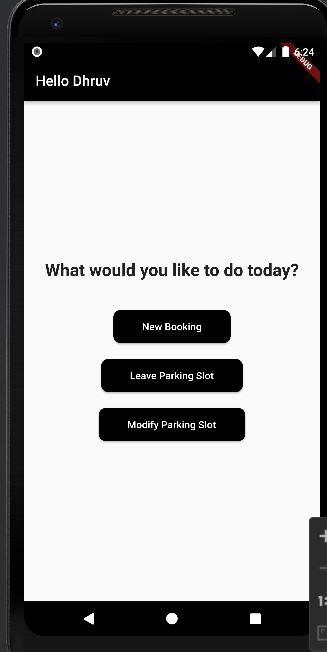 6:24
DEBUG
Hello Dhruv
What would you like to do today?
New Booking
Leave Parking Slot
Modify Parking Slot